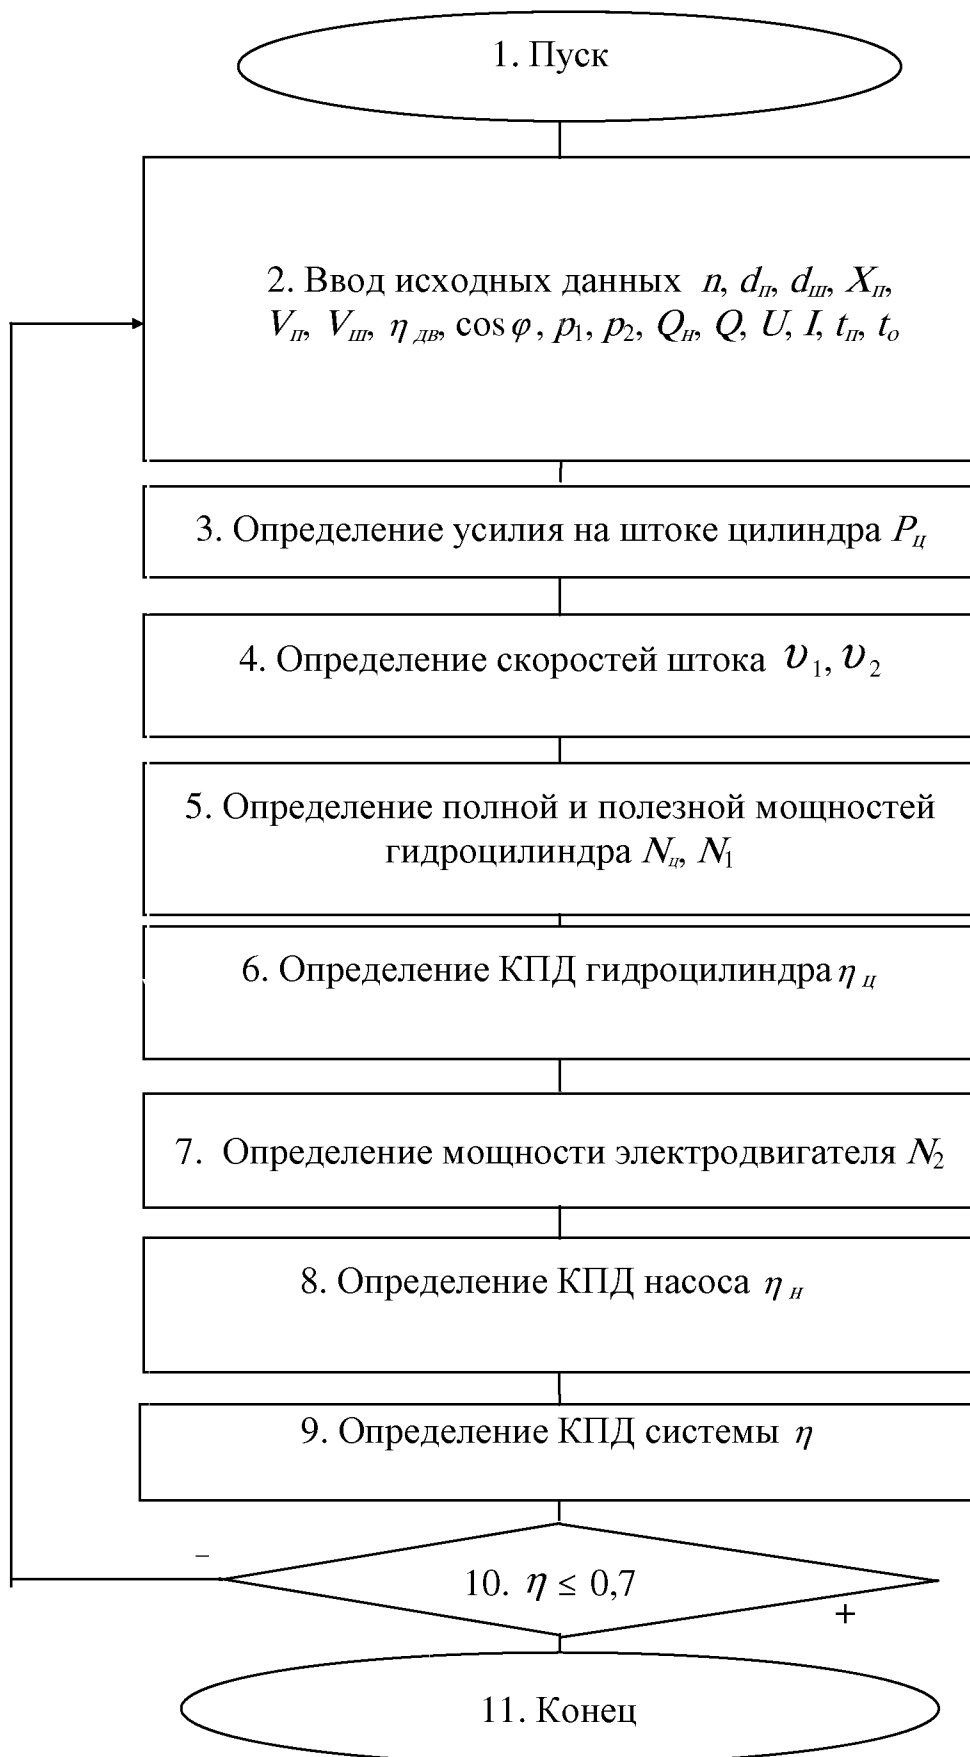 1. Пуск
2. Ввод исходных данных n, dп, dш, Xп,
Vп, Vш, η дв, cos φ, p1, p2, Qн, Q, U, I, tп, to
3. Определение усилия на штоке цилиндра Pц
4. Определение скоростей штока υ1, υ2
5. Определение полной и полезной мощностей
гидроцилиндра Nц, N1
6. Определение КПД гидроцилиндра η ц
7. Определение мощности электродвигателя N2
8. Определение КПД насоса η н
9. Определение КПД системы η
–
10. η ≤ 0,7
+
11. Конец